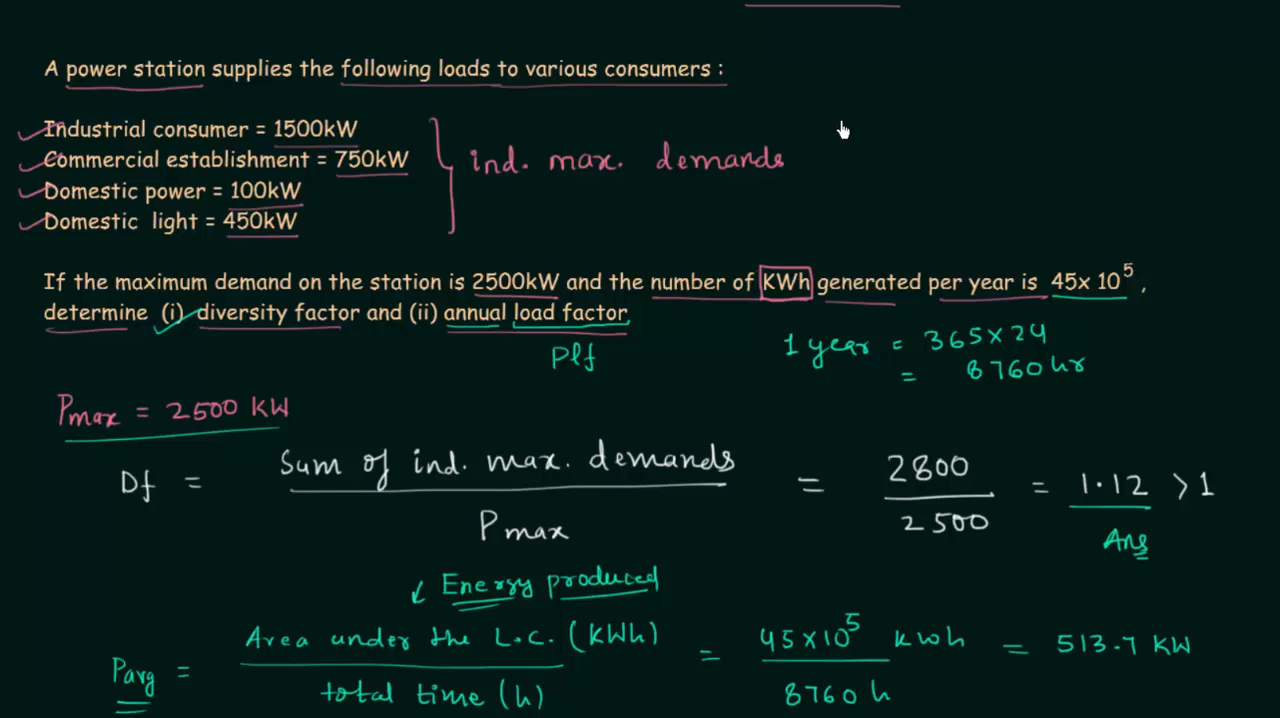 A power station supplies the following loads to various consumers :
Industrial consumer = 1500kW
Commercial establishment = 750kW
Domestic power = 100kW
Domestic light = 450kW
ind. max. demands
If the maximum demand on the station is 2500kW and the number of KWh generated per year is 45x 10^5 ,
determine (i) diversity factor and (ii) annual load factor.
Plf
1 year = 365 x 24
= 8760 hr
Pmax = 2500 KW
Df = Sum of ind. max. demands / Pmax = 2800 / 2500 = 1.12 > 1
Ans
Energy produced
Pavg = Area under the L.C. (KWh) / total time (h) = 45x10^5 kwh / 8760 h = 513.7 KW